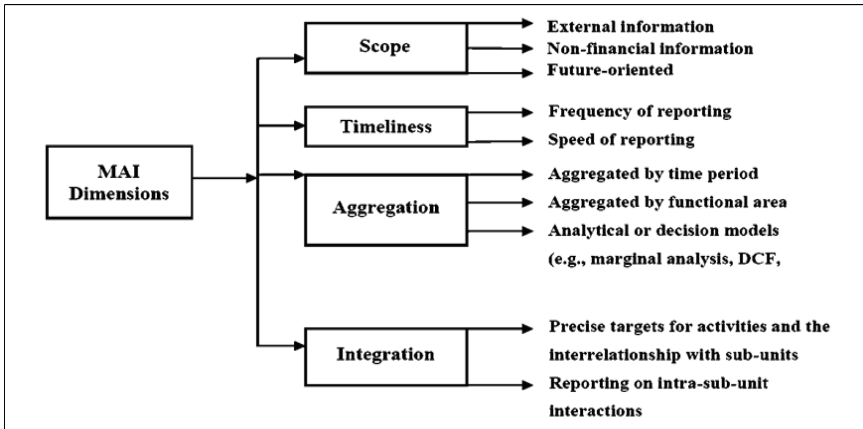 MAI
Dimensions
Scope
External information
Non-financial information
Future-oriented
Timeliness
Frequency of reporting
Speed of reporting
Aggregation
Aggregated by time period
Aggregated by functional area
Analytical or decision models
(e.g., marginal analysis, DCF,
Integration
Precise targets for activities and the
interrelationship with sub-units
Reporting on intra-sub-unit
interactions